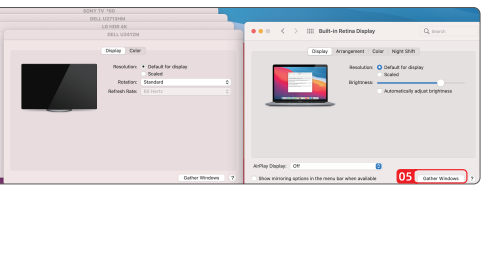 SONY TV *00
DELL U2713HM
LG HDR 4K
DELL U2412M
Display Color
Resolution: Default for display
Scaled
Rotation: Standard
Refresh Rate: 60 Hertz
Gather Windows ?
Built-in Retina Display
Search
Display Arrangement Color Night Shift
Resolution: Default for display
Scaled
Brightness:
Automatically adjust brightness
AirPlay Display: Off
Show mirroring options in the menu bar when available
05
Gather Windows ?